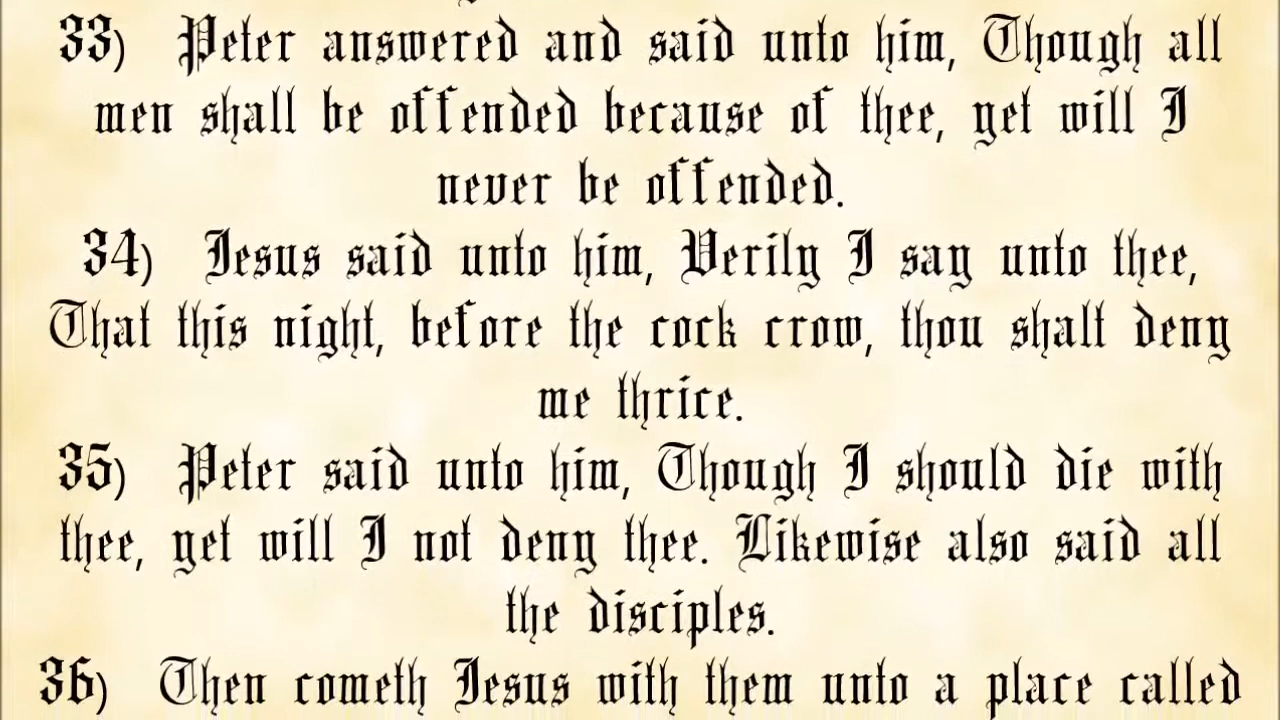 33) Peter answered and said unto him, Though all
men shall be offended because of thee, yet will I
never be offended.
34) Jesus said unto him, Verily I say unto thee,
That this night, before the cock crow, thou shalt deny
me thrice.
35) Peter said unto him, Though I should die with
thee, yet will I not deny thee. Likewise also said all
the disciples.
36) Then cometh Jesus with them unto a place called